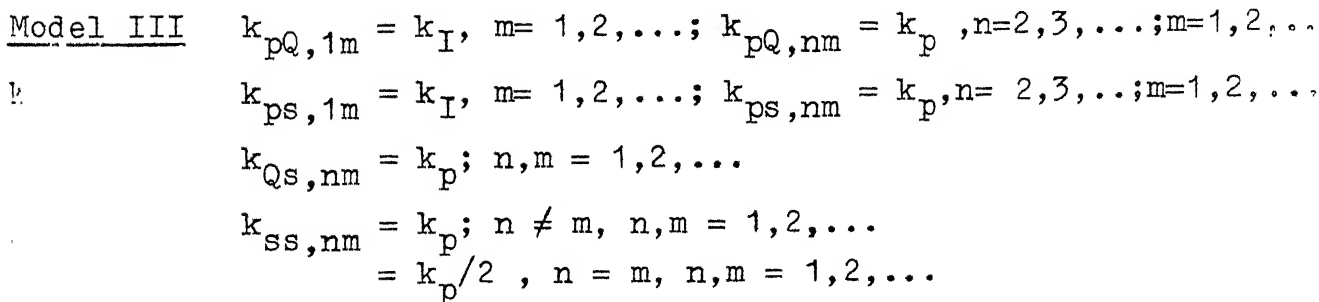 Model III k_pQ,1m = k_I, m= 1,2,...; k_pQ,nm = k_p ,n=2,3,...;m=1,2,..
k_ps,1m = k_I, m= 1,2,...; k_ps,nm = k_p,n= 2,3,..;m=1,2,...
k_Qs,nm = k_p; n,m = 1,2,...
k_ss,nm = k_p; n ≠ m, n,m = 1,2,...
= k_p/2 , n = m, n,m = 1,2,...